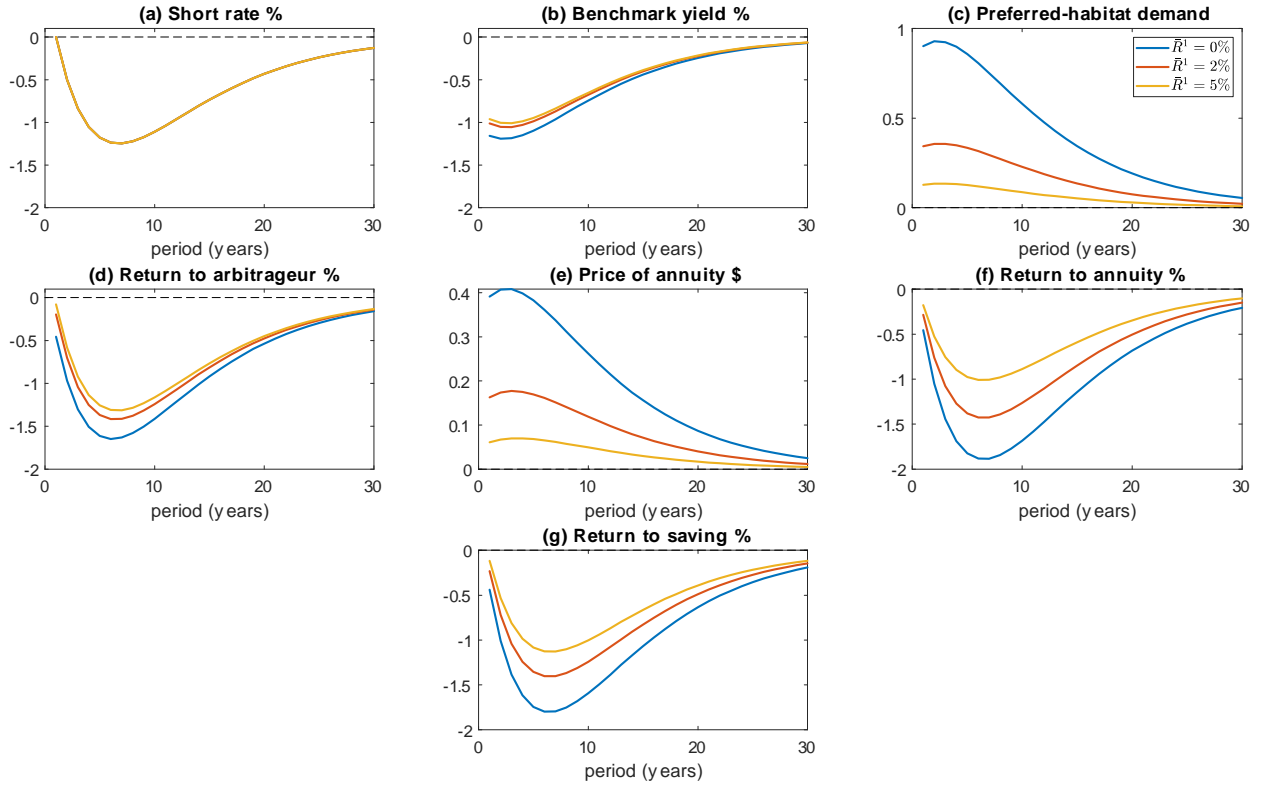 (a) Short rate %
0
-0.5
-1
-1.5
-2
0 10 20 30
period (years)
(b) Benchmark yield %
0
-0.5
-1
-1.5
-2
0 10 20 30
period (years)
(c) Preferred-habitat demand
1
0.5
0
0 10 20 30
period (years)
R̄¹ = 0%
R̄¹ = 2%
R̄¹ = 5%
(d) Return to arbitrageur %
0
-0.5
-1
-1.5
-2
0 10 20 30
period (years)
(e) Price of annuity $
0.4
0.3
0.2
0.1
0
0 10 20 30
period (years)
(f) Return to annuity %
0
-0.5
-1
-1.5
-2
0 10 20 30
period (years)
(g) Return to saving %
0
-0.5
-1
-1.5
-2
0 10 20 30
period (years)